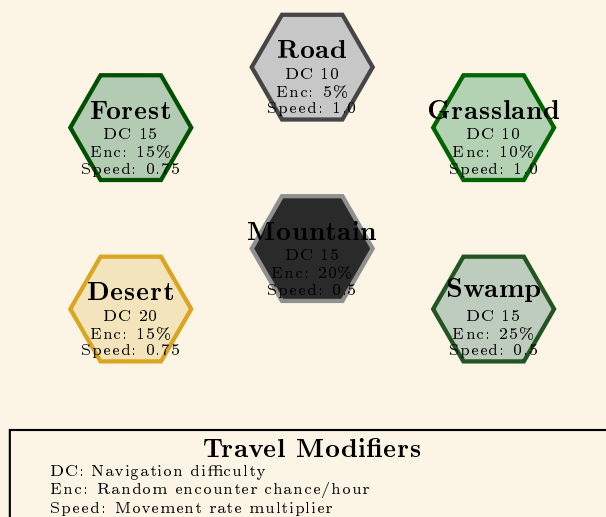 Road
DC 10
Enc: 5%
Speed: 1.0
Forest
DC 15
Enc: 15%
Speed: 0.75
Grassland
DC 10
Enc: 10%
Speed: 1.0
Mountain
DC 15
Enc: 20%
Speed: 0.5
Desert
DC 20
Enc: 15%
Speed: 0.75
Swamp
DC 15
Enc: 25%
Speed: 0.5
Travel Modifiers
DC: Navigation difficulty
Enc: Random encounter chance/hour
Speed: Movement rate multiplier